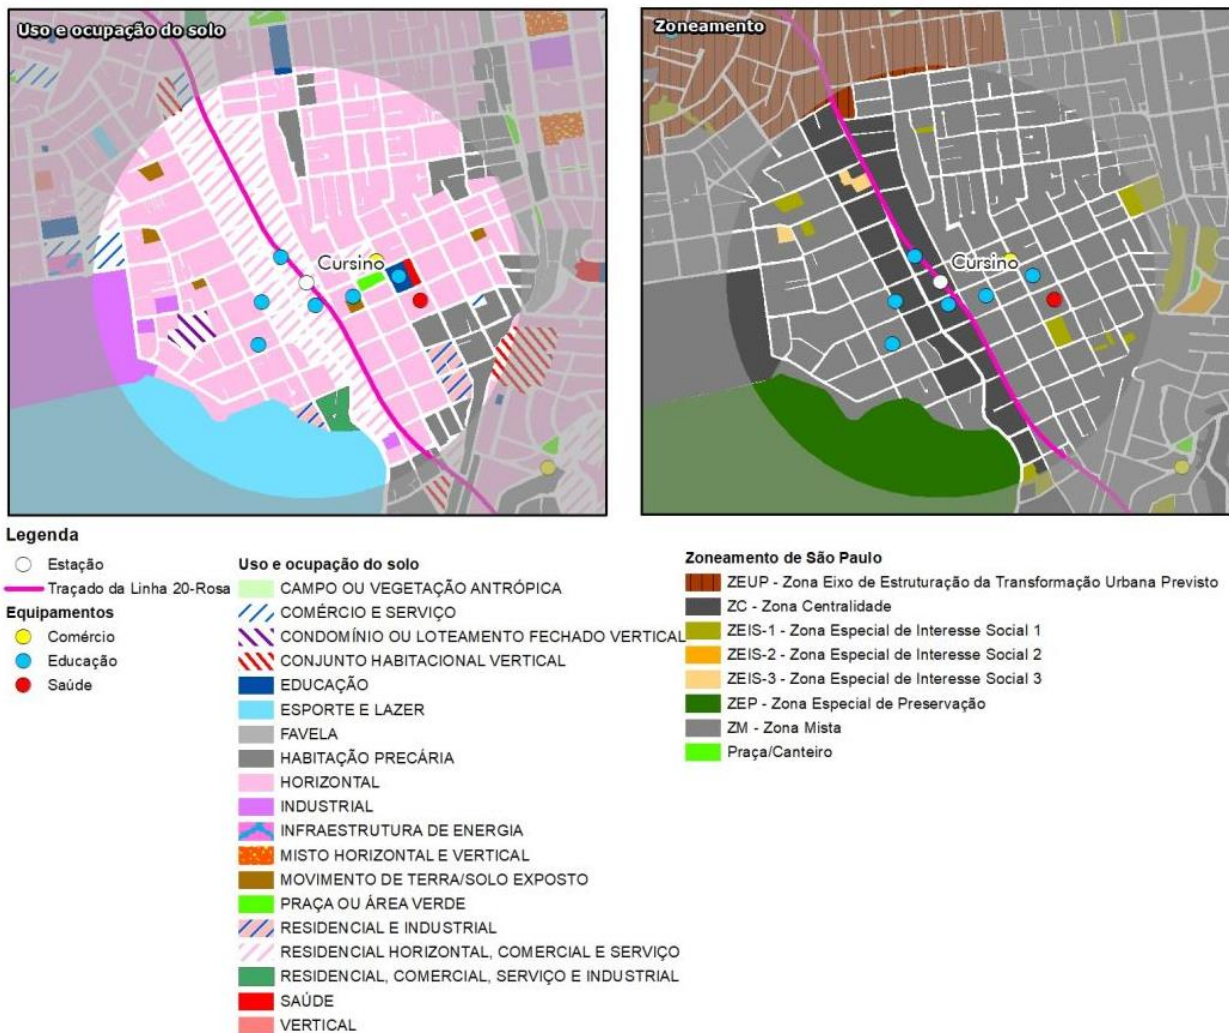 Uso e ocupação do solo
Cursino
Zoneamento
Cursino
Legenda
Estação
Traçado da Linha 20-Rosa
Equipamentos
Comércio
Educação
Saúde
Uso e ocupação do solo
CAMPO OU VEGETAÇÃO ANTRÓPICA
COMÉRCIO E SERVIÇO
CONDOMÍNIO OU LOTEAMENTO FECHADO VERTICAL
CONJUNTO HABITACIONAL VERTICAL
EDUCAÇÃO
ESPORTE E LAZER
FAVELA
HABITAÇÃO PRECÁRIA
HORIZONTAL
INDUSTRIAL
INFRAESTRUTURA DE ENERGIA
MISTO HORIZONTAL E VERTICAL
MOVIMENTO DE TERRA/SOLO EXPOSTO
PRAÇA OU ÁREA VERDE
RESIDENCIAL E INDUSTRIAL
RESIDENCIAL HORIZONTAL, COMERCIAL E SERVIÇO
RESIDENCIAL, COMERCIAL, SERVIÇO E INDUSTRIAL
SAÚDE
VERTICAL
Zoneamento de São Paulo
ZEUP - Zona Eixo de Estruturação da Transformação Urbana Previsto
ZC - Zona Centralidade
ZEIS-1 - Zona Especial de Interesse Social 1
ZEIS-2 - Zona Especial de Interesse Social 2
ZEIS-3 - Zona Especial de Interesse Social 3
ZEP - Zona Especial de Preservação
ZM - Zona Mista
Praça/Canteiro